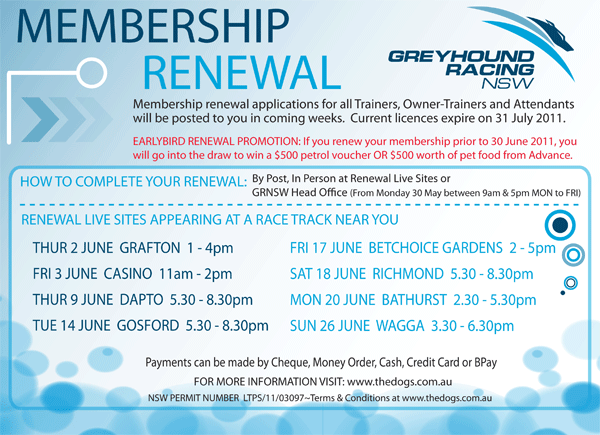 MEMBERSHIP
RENEWAL
GREYHOUND
RACING
NSW
Membership renewal applications for all Trainers, Owner-Trainers and Attendants
will be posted to you in coming weeks. Current licences expire on 31 July 2011.
EARLYBIRD RENEWAL PROMOTION: If you renew your membership prior to 30 June 2011, you
will go into the draw to win a $500 petrol voucher OR $500 worth of pet food from Advance.
HOW TO COMPLETE YOUR RENEWAL: By Post, In Person at Renewal Live Sites or
GRNSW Head Office (From Monday 30 May between 9am & 5pm MON to FRI)
RENEWAL LIVE SITES APPEARING AT A RACE TRACK NEAR YOU
THUR 2 JUNE GRAFTON 1 - 4pm
FRI 3 JUNE CASINO 11am - 2pm
THUR 9 JUNE DAPTO 5.30 - 8.30pm
TUE 14 JUNE GOSFORD 5.30 - 8.30pm
FRI 17 JUNE BETCHOICE GARDENS 2 - 5pm
SAT 18 JUNE RICHMOND 5.30 - 8.30pm
MON 20 JUNE BATHURST 2.30 - 5.30pm
SUN 26 JUNE WAGGA 3.30 - 6.30pm
Payments can be made by Cheque, Money Order, Cash, Credit Card or BPay
FOR MORE INFORMATION VISIT: www.thedogs.com.au
NSW PERMIT NUMBER LTPS/11/03097~Terms & Conditions at www.thedogs.com.au